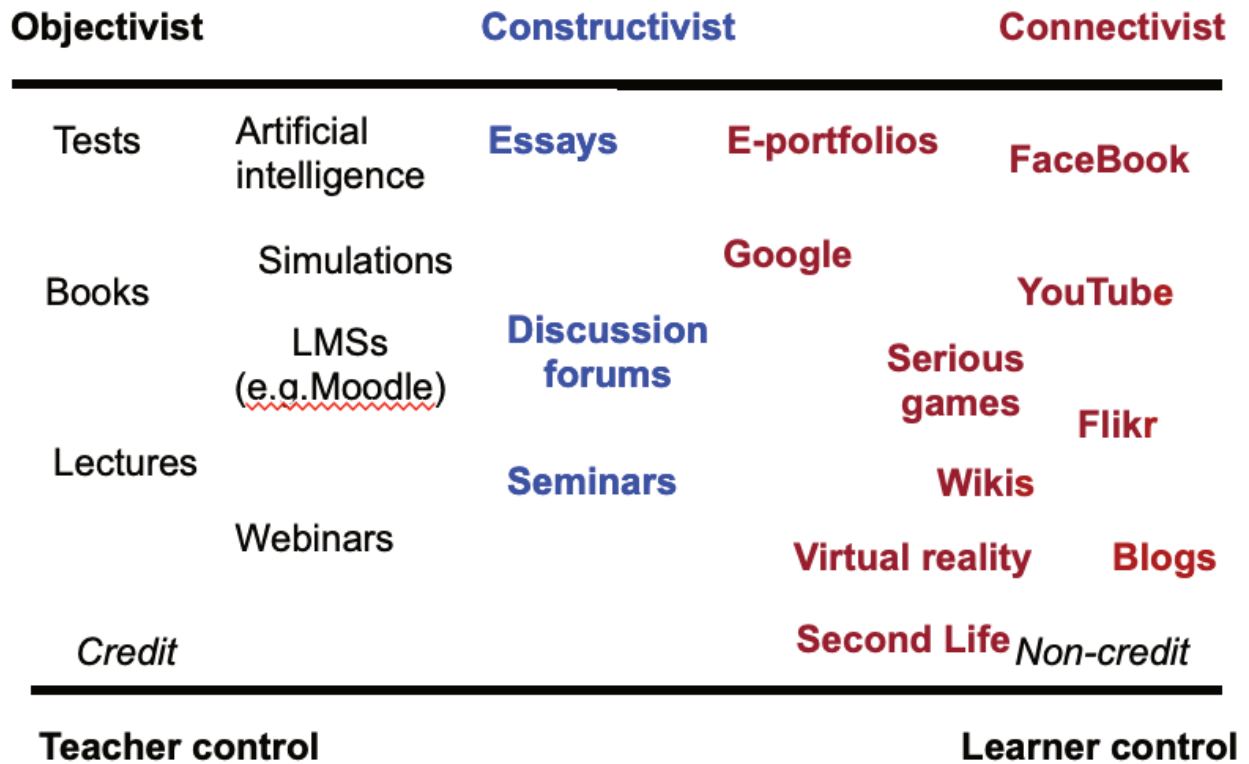 Objectivist Constructivist Connectivist
Tests Artificial intelligence Essays E-portfolios FaceBook
Simulations Google
Books YouTube
LMSs (e.g.Moodle) Discussion forums Serious games
Flikr
Lectures Seminars Wikis
Webinars Virtual reality Blogs
Credit Second Life Non-credit
Teacher control Learner control